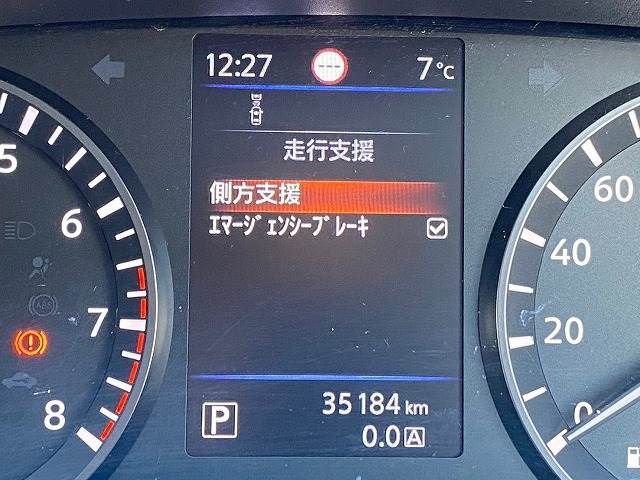 12:27 --- 7°C
走行支援
側方支援
エマージェンシーブレーキ
35184 km
0.0 A
P
5
6
7
8
ABS
60
40
20
0